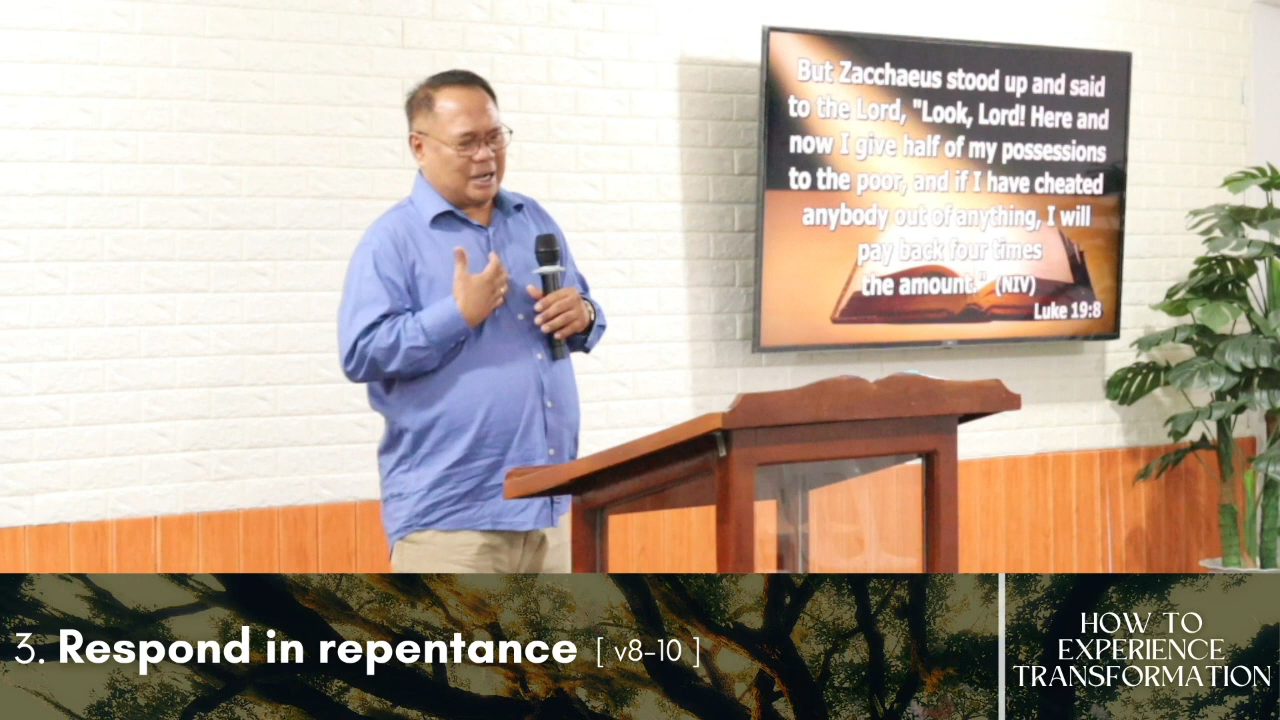 But Zacchaeus stood up and said
to the Lord, "Look, Lord! Here and
now I give half of my possessions
to the poor, and if I have cheated
anybody out of anything, I will
pay back four times
the amount." (NIV)
Luke 19:8
3. Respond in repentance [ v8-10 ]
HOW TO
EXPERIENCE
TRANSFORMATION